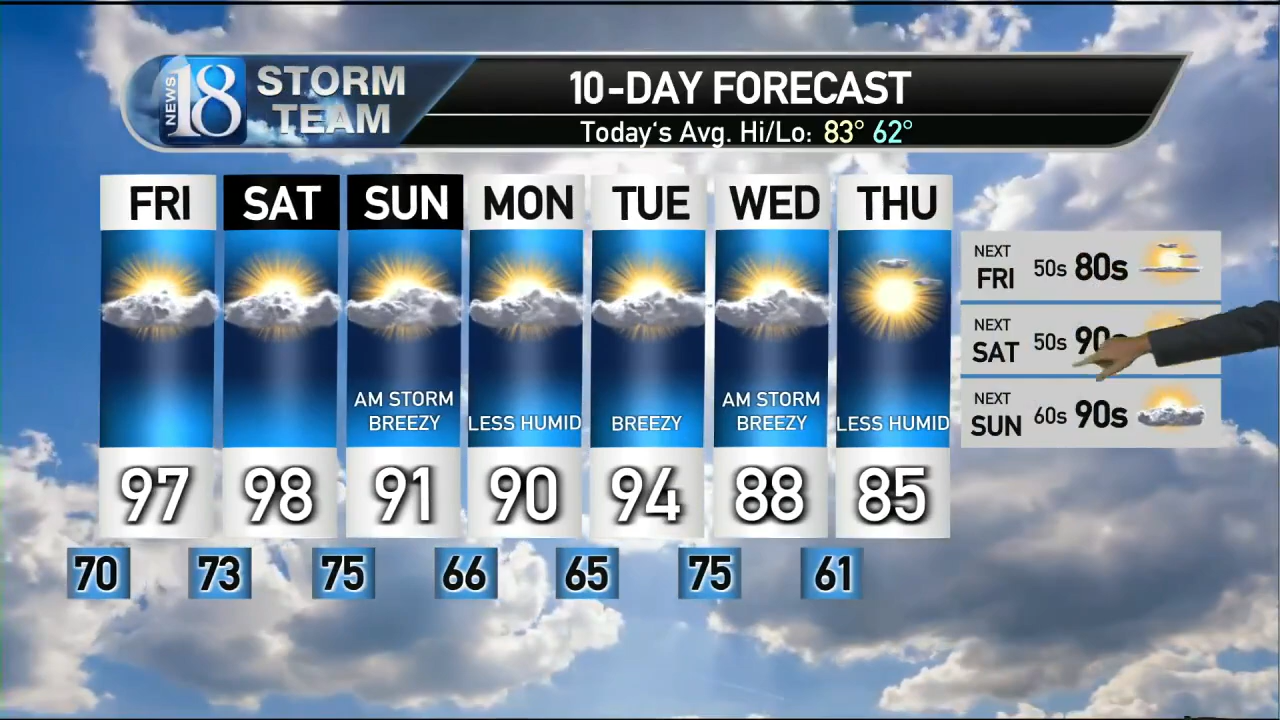 NEWS 18
STORM
TEAM
10-DAY FORECAST
Today's Avg. Hi/Lo: 83° 62°
FRI SAT SUN MON TUE WED THU
AM STORM
BREEZY
LESS HUMID
BREEZY
AM STORM
BREEZY
LESS HUMID
97 98 91 90 94 88 85
70 73 75 66 65 75 61
NEXT
FRI 50s 80s
NEXT
SAT 50s 90s
NEXT
SUN 60s 90s